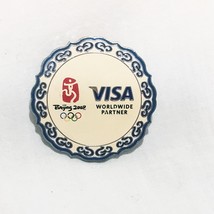 Beijing 2008
VISA
WORLDWIDE
PARTNER